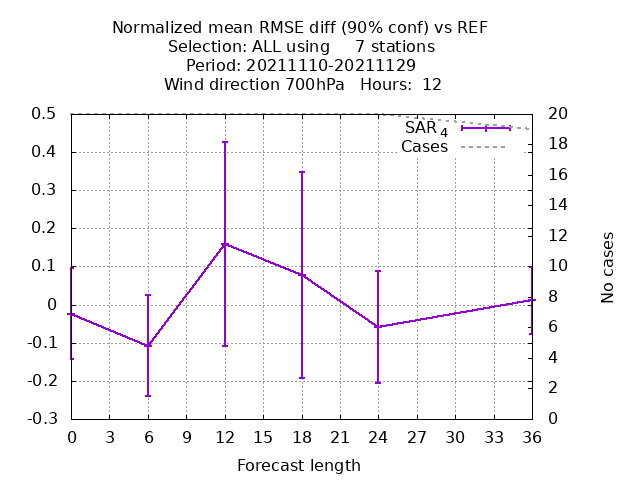 Normalized mean RMSE diff (90% conf) vs REF
Selection: ALL using     7 stations
Period: 20211110-20211129
Wind direction 700hPa   Hours:  12
0.5
0.4
0.3
0.2
0.1
0
-0.1
-0.2
-0.3
SAR 4
Cases
20
18
16
14
12
10
8
6
4
2
0
No cases
0 3 6 9 12 15 18 21 24 27 30 33 36
Forecast length